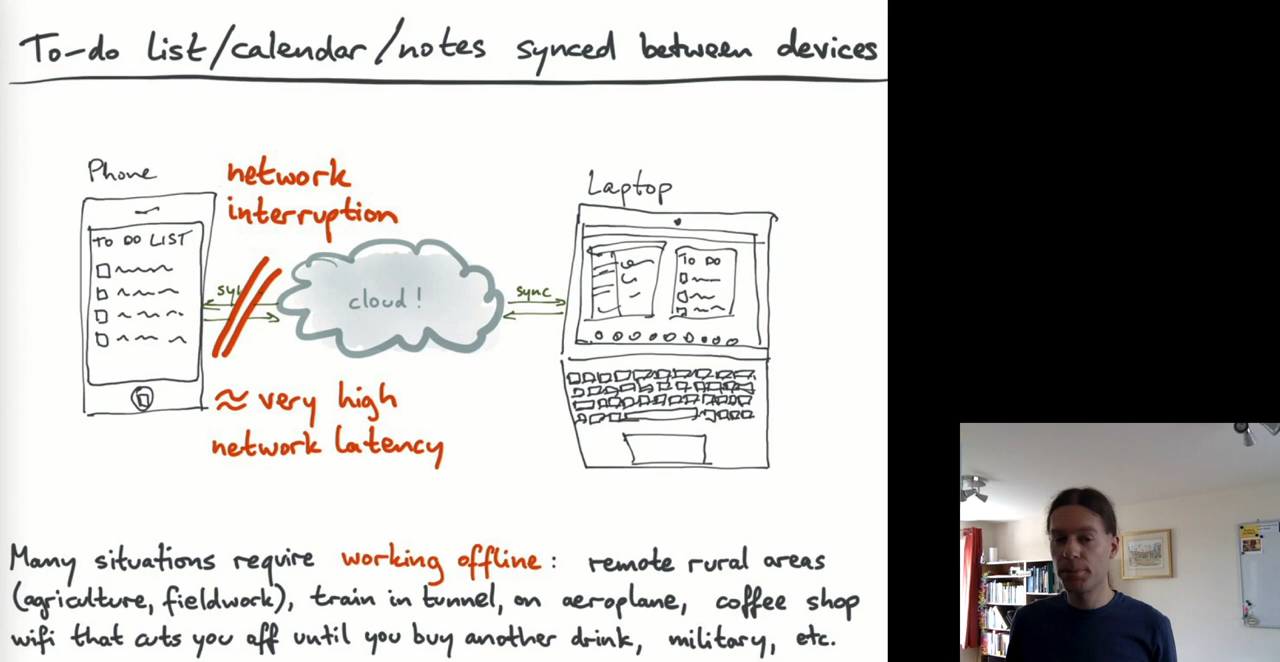 To-do list/calendar/notes synced between devices
Phone
network
interruption
Laptop
TO DO LIST
sync
cloud!
sync
TO DO
≈ very high
network latency
Many situations require working offline: remote rural areas
(agriculture, fieldwork), train in tunnel, on aeroplane, coffee shop
wifi that cuts you off until you buy another drink, military, etc.